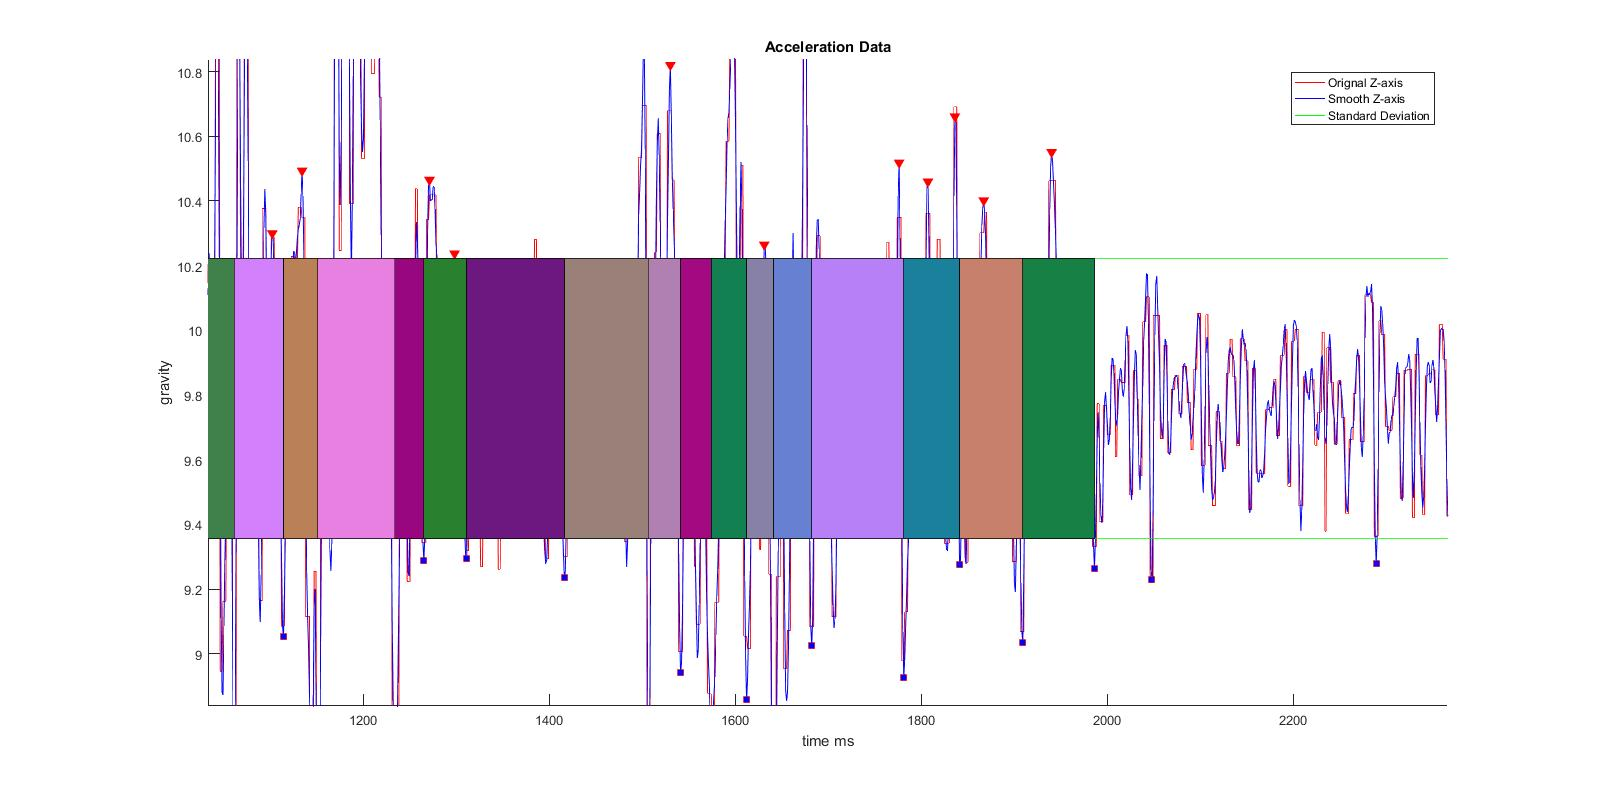 Acceleration Data
Orignal Z-axis
Smooth Z-axis
Standard Deviation
10.8
10.6
10.4
10.2
10
9.8
9.6
9.4
9.2
9
gravity
1200 1400 1600 1800 2000 2200
time ms